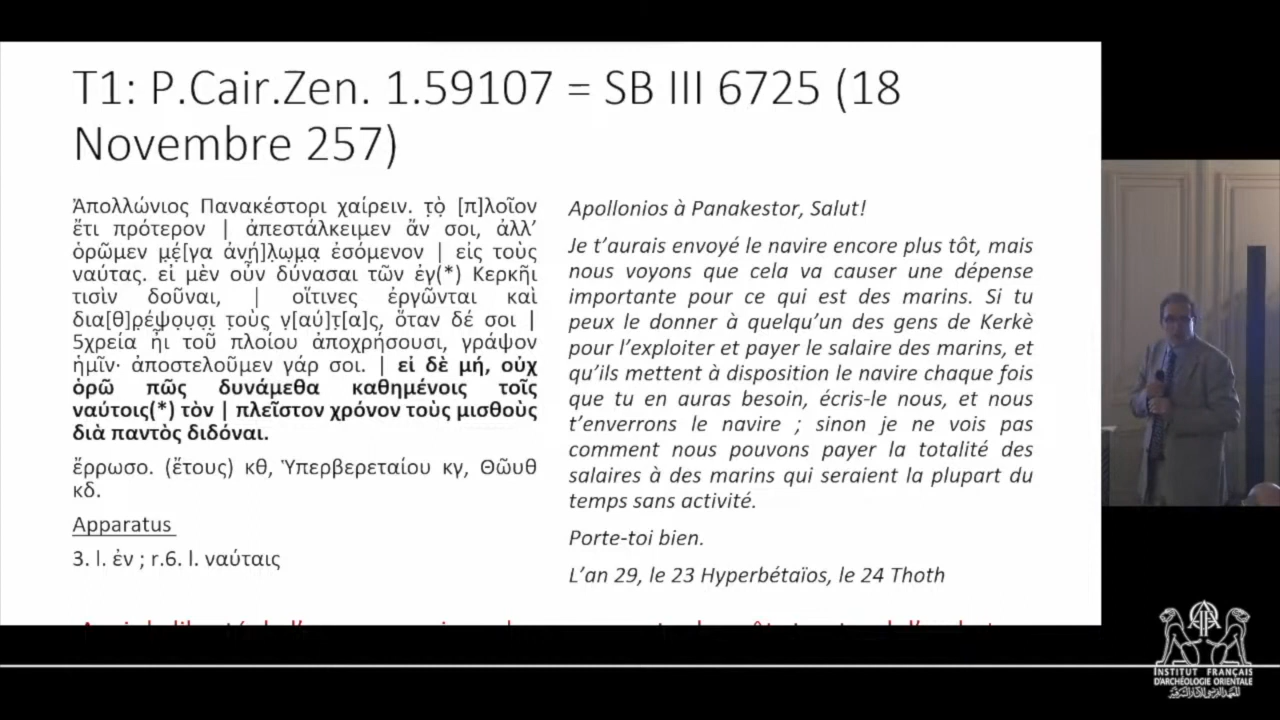 T1: P.Cair.Zen. 1.59107 = SB III 6725 (18
Novembre 257)
Ἀπολλώνιος Πανακέστορι χαίρειν. τὸ̣ [π]λοῖον
ἔτι πρότερον | ἀπεστάλκειμεν ἄν σοι, ἀλλ’
ὁρῶμεν μέ̣[γα ἀνή]λ̣ωμα̣ ἐσόμενον | εἰς τοὺς
ναύτας. εἰ μὲν οὖν δύνασαι τῶν ἐγ(*) Κερκῆι
τισὶν δοῦναι, | οἵτινες ἐργῶνται καὶ
δια[θ]ρ̣έψο̣υσι̣ τ̣οὺς ν̣[αύ]τ̣[α]ς, ὅταν δέ σοι |
5χρεία ἦι τοῦ πλοίου ἀποχρήσουσι, γράψον
ἡμῖν· ἀποστελοῦμεν γάρ σοι. | εἰ δὲ μή, οὐχ
ὁρῶ πῶς δυνάμεθα καθημένοις τοῖς
ναύτοις(*) τὸν | πλεῖστον χρόνον τοὺς μισθοὺς
διὰ παντὸς διδόναι.
ἔρρωσο. (ἔτους) κθ, Ὑπερβερεταίου κγ, Θῶυθ
κδ.
Apparatus
3. l. ἐν ; r.6. l. ναύταις
Apollonios à Panakestor, Salut!
Je t’aurais envoyé le navire encore plus tôt, mais
nous voyons que cela va causer une dépense
importante pour ce qui est des marins. Si tu
peux le donner à quelqu’un des gens de Kerkè
pour l’exploiter et payer le salaire des marins, et
qu’ils mettent à disposition le navire chaque fois
que tu en auras besoin, écris-le nous, et nous
t’enverrons le navire ; sinon je ne vois pas
comment nous pouvons payer la totalité des
salaires à des marins qui seraient la plupart du
temps sans activité.
Porte-toi bien.
L’an 29, le 23 Hyperbétaïos, le 24 Thoth
INSTITUT FRANÇAIS
D’ARCHÉOLOGIE ORIENTALE